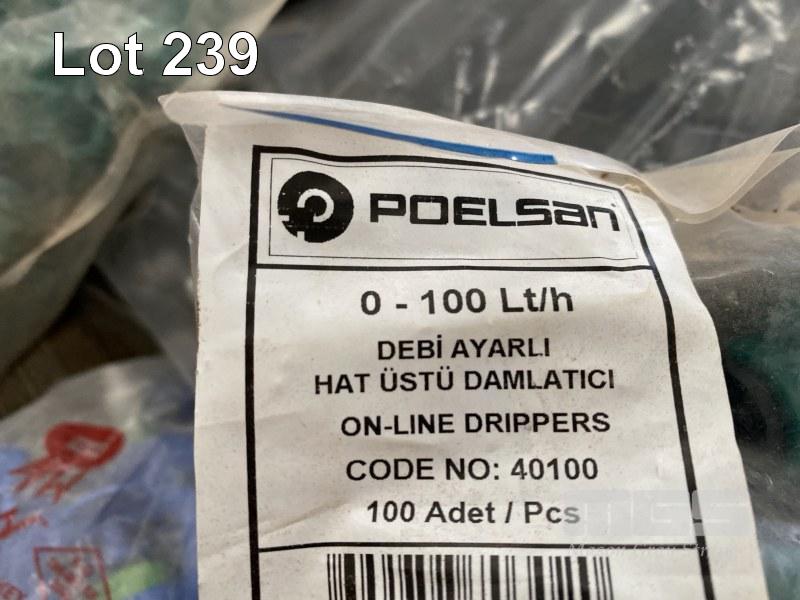 Lot 239
POELSAN
0 - 100 Lt/h
DEBİ AYARLI
HAT ÜSTÜ DAMLATICI
ON-LINE DRIPPERS
CODE NO: 40100
100 Adet / Pcs
MGS